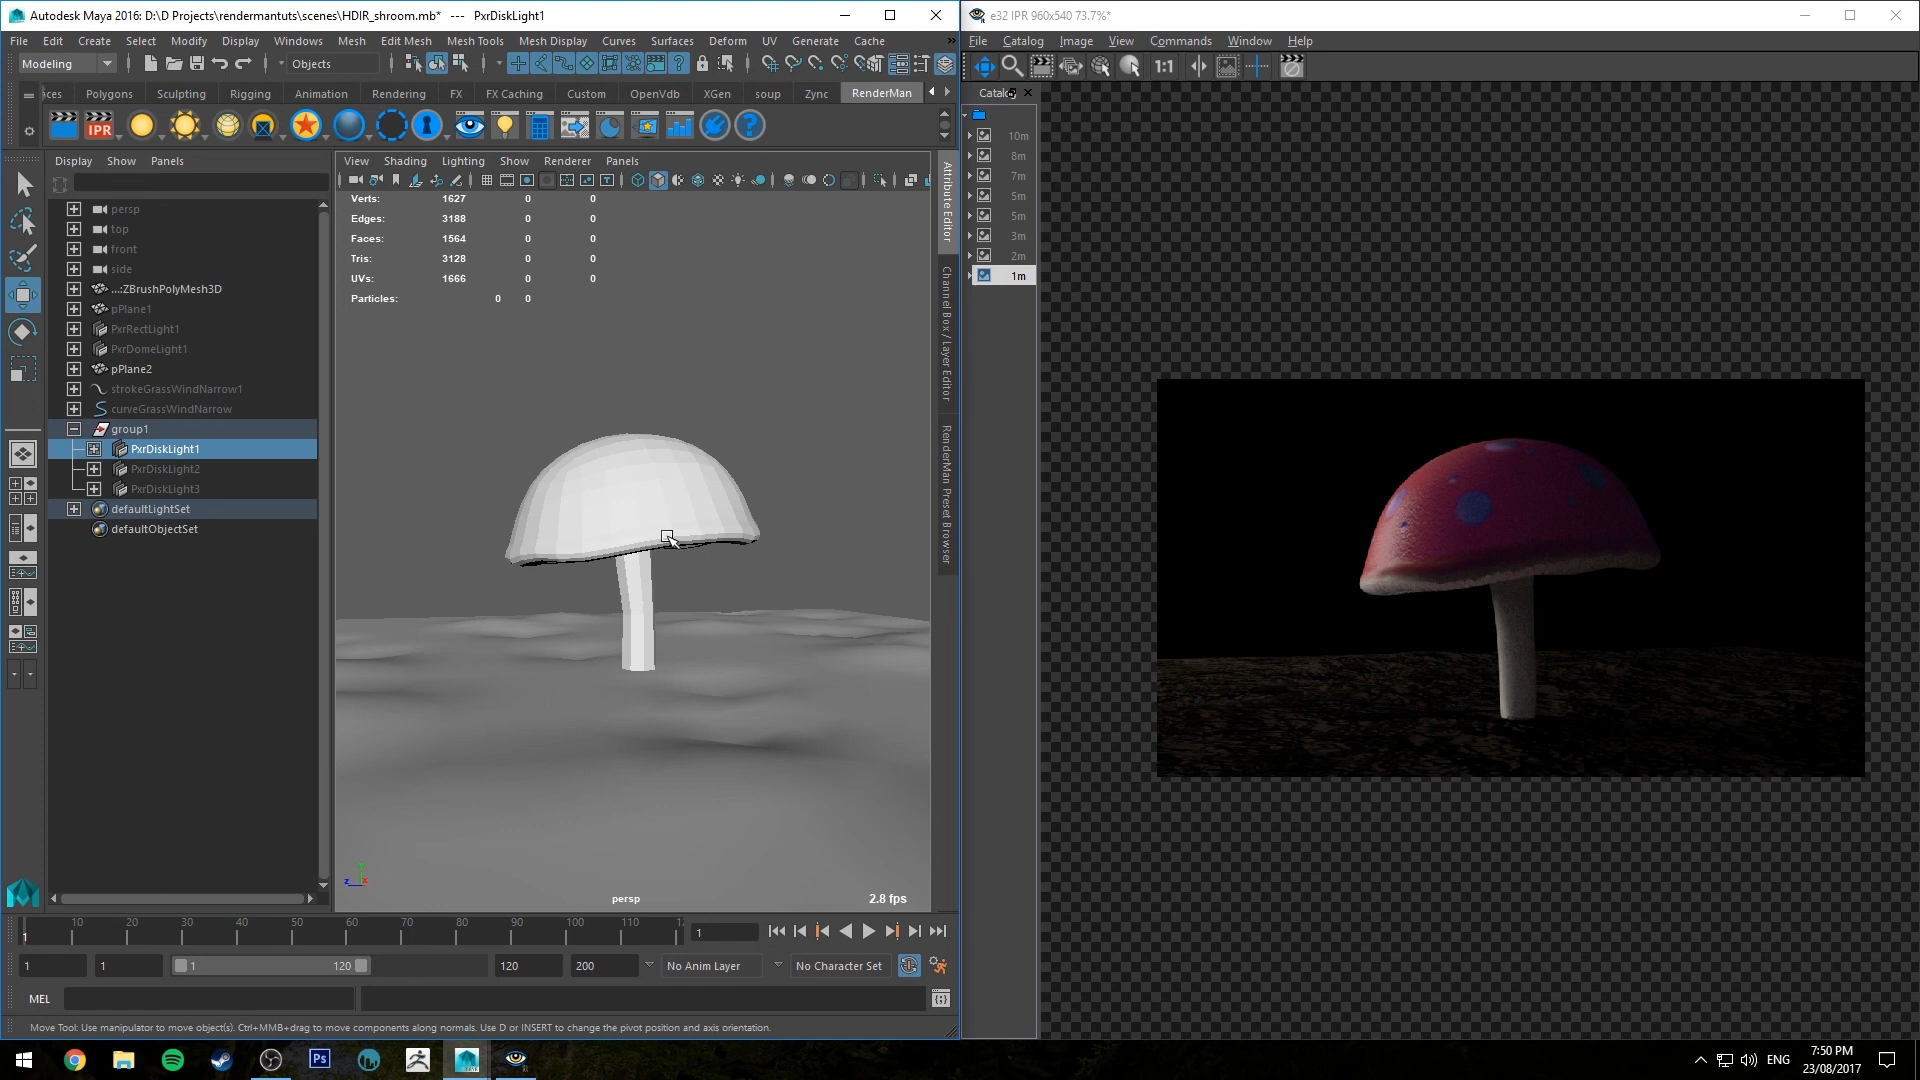 Autodesk Maya 2016: D:\D Projects\rendermantuts\scenes\HDIR_shroom.mb* --- PxrDiskLight1
File Edit Create Select Modify Display Windows Mesh Edit Mesh Mesh Tools Mesh Display Curves Surfaces Deform UV Generate Cache
Modeling Objects
Polygons Sculpting Rigging Animation Rendering FX FX Caching Custom OpenVdb XGen soup Zync RenderMan
IPR
Display Show Panels
View Shading Lighting Show Renderer Panels
persp
top
front
side
...:ZBrushPolyMesh3D
pPlane1
PxrRectLight1
PxrDomeLight1
pPlane2
strokeGrassWindNarrow1
curveGrassWindNarrow
group1
PxrDiskLight1
PxrDiskLight2
PxrDiskLight3
defaultLightSet
defaultObjectSet
Verts: 1627 0 0
Edges: 3188 0 0
Faces: 1564 0 0
Tris: 3128 0 0
UVs: 1666 0 0
Particles: 0 0
persp
2.8 fps
Attribute Editor
Channel Box / Layer Editor
RenderMan Preset Browser
10 20 30 40 50 60 70 80 90 100 110
1
1
1 1 1 120 120 200 No Anim Layer No Character Set
MEL
Move Tool: Use manipulator to move object(s). Ctrl+MMB+drag to move components along normals. Use D or INSERT to change the pivot position and axis orientation.
e32 IPR 960x540 73.7%*
File Catalog Image View Commands Window Help
1:1
10m
8m
7m
5m
5m
3m
2m
1m
Ps
ENG
7:50 PM
23/08/2017